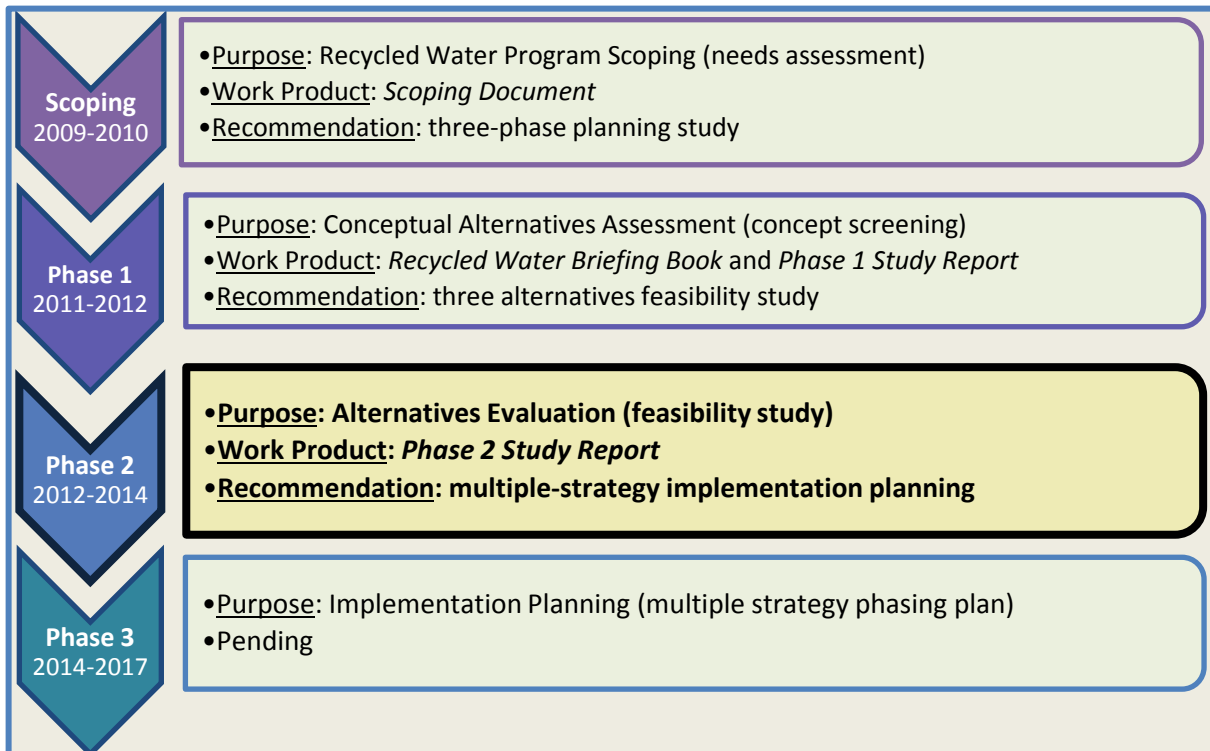 Scoping
2009-2010
•Purpose: Recycled Water Program Scoping (needs assessment)
•Work Product: Scoping Document
•Recommendation: three-phase planning study
Phase 1
2011-2012
•Purpose: Conceptual Alternatives Assessment (concept screening)
•Work Product: Recycled Water Briefing Book and Phase 1 Study Report
•Recommendation: three alternatives feasibility study
Phase 2
2012-2014
•Purpose: Alternatives Evaluation (feasibility study)
•Work Product: Phase 2 Study Report
•Recommendation: multiple-strategy implementation planning
Phase 3
2014-2017
•Purpose: Implementation Planning (multiple strategy phasing plan)
•Pending